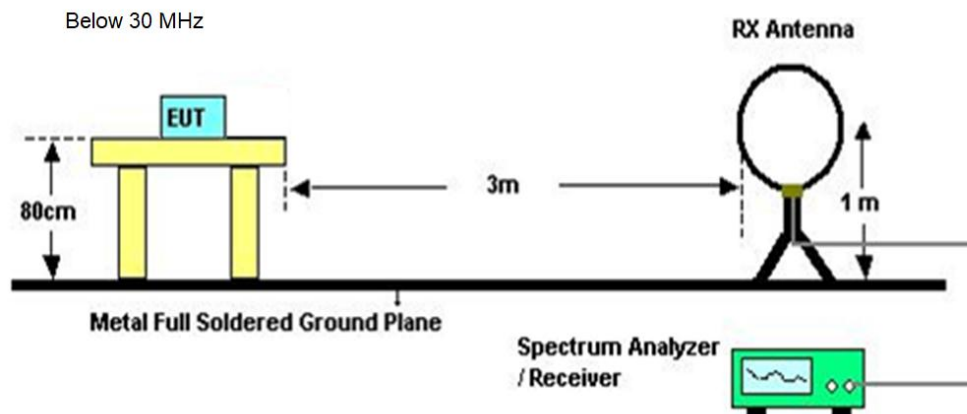 Below 30 MHz
RX Antenna
EUT
80cm
3m
1 m
Metal Full Soldered Ground Plane
Spectrum Analyzer
/ Receiver